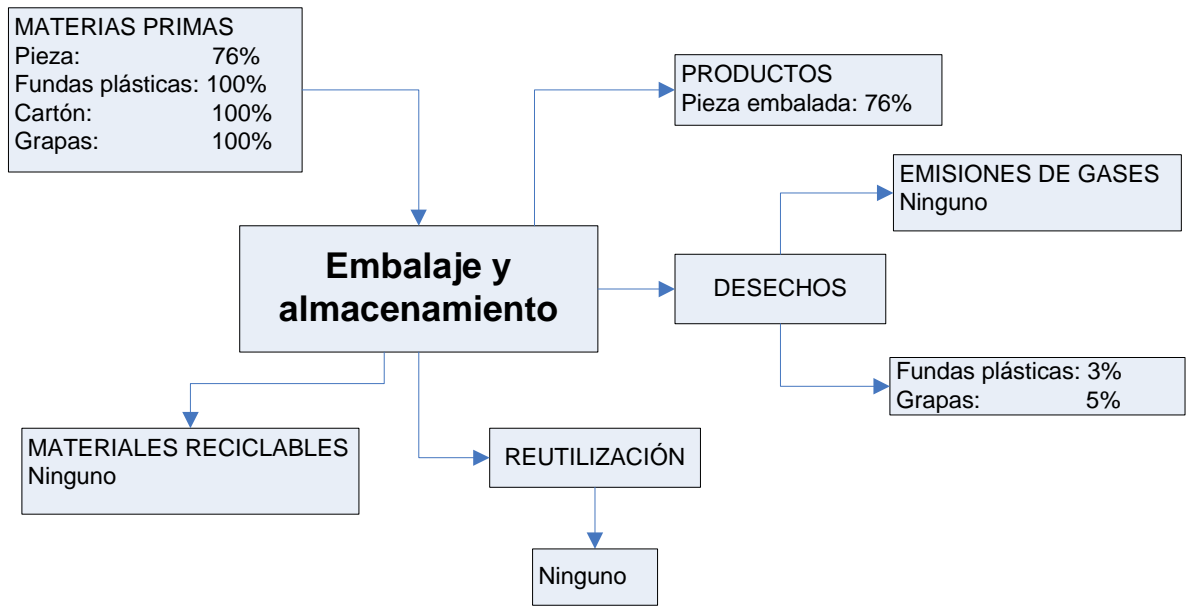 MATERIAS PRIMAS
Pieza: 76%
Fundas plásticas: 100%
Cartón: 100%
Grapas: 100%
PRODUCTOS
Pieza embalada: 76%
EMISIONES DE GASES
Ninguno
Embalaje y
almacenamiento
DESECHOS
Fundas plásticas: 3%
Grapas: 5%
MATERIALES RECICLABLES
Ninguno
REUTILIZACIÓN
Ninguno